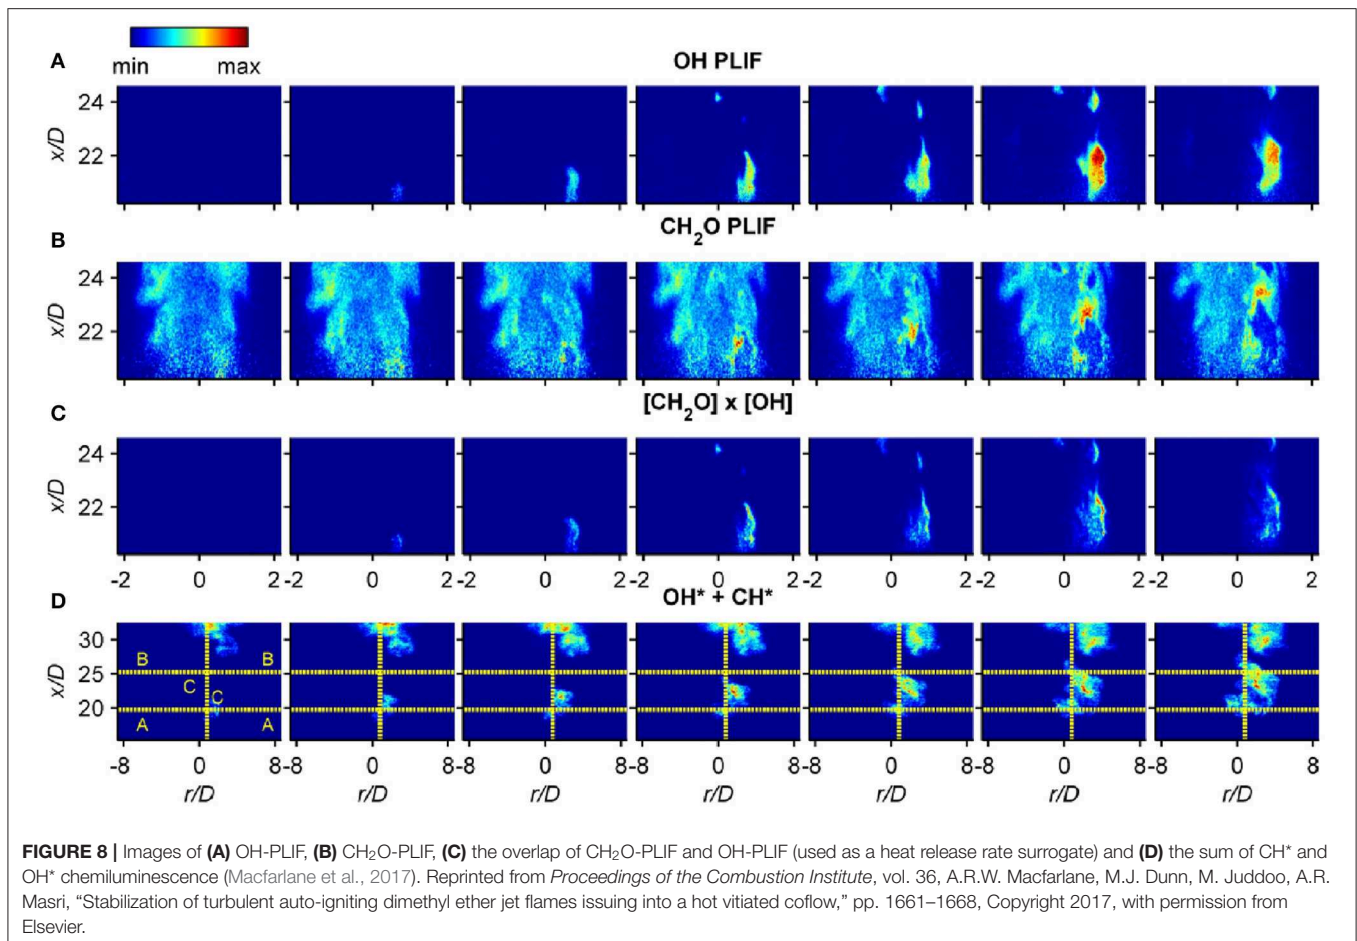 A
min max
OH PLIF
24
x/D
22
B
CH2O PLIF
24
x/D
22
C
[CH2O] x [OH]
24
x/D
22
-2 0 2 -2 0 2 -2 0 2 -2 0 2 -2 0 2 -2 0 2 -2 0 2
D
OH* + CH*
30
B B
x/D
25
C
C
20
A A
-8 0 8 -8 0 8 -8 0 8 -8 0 8 -8 0 8 -8 0 8 -8 0 8
r/D r/D r/D r/D r/D r/D r/D
FIGURE 8 | Images of (A) OH-PLIF, (B) CH2O-PLIF, (C) the overlap of CH2O-PLIF and OH-PLIF (used as a heat release rate surrogate) and (D) the sum of CH* and
OH* chemiluminescence (Macfarlane et al., 2017). Reprinted from Proceedings of the Combustion Institute, vol. 36, A.R.W. Macfarlane, M.J. Dunn, M. Juddoo, A.R.
Masri, “Stabilization of turbulent auto-igniting dimethyl ether jet flames issuing into a hot vitiated coflow,” pp. 1661–1668, Copyright 2017, with permission from
Elsevier.